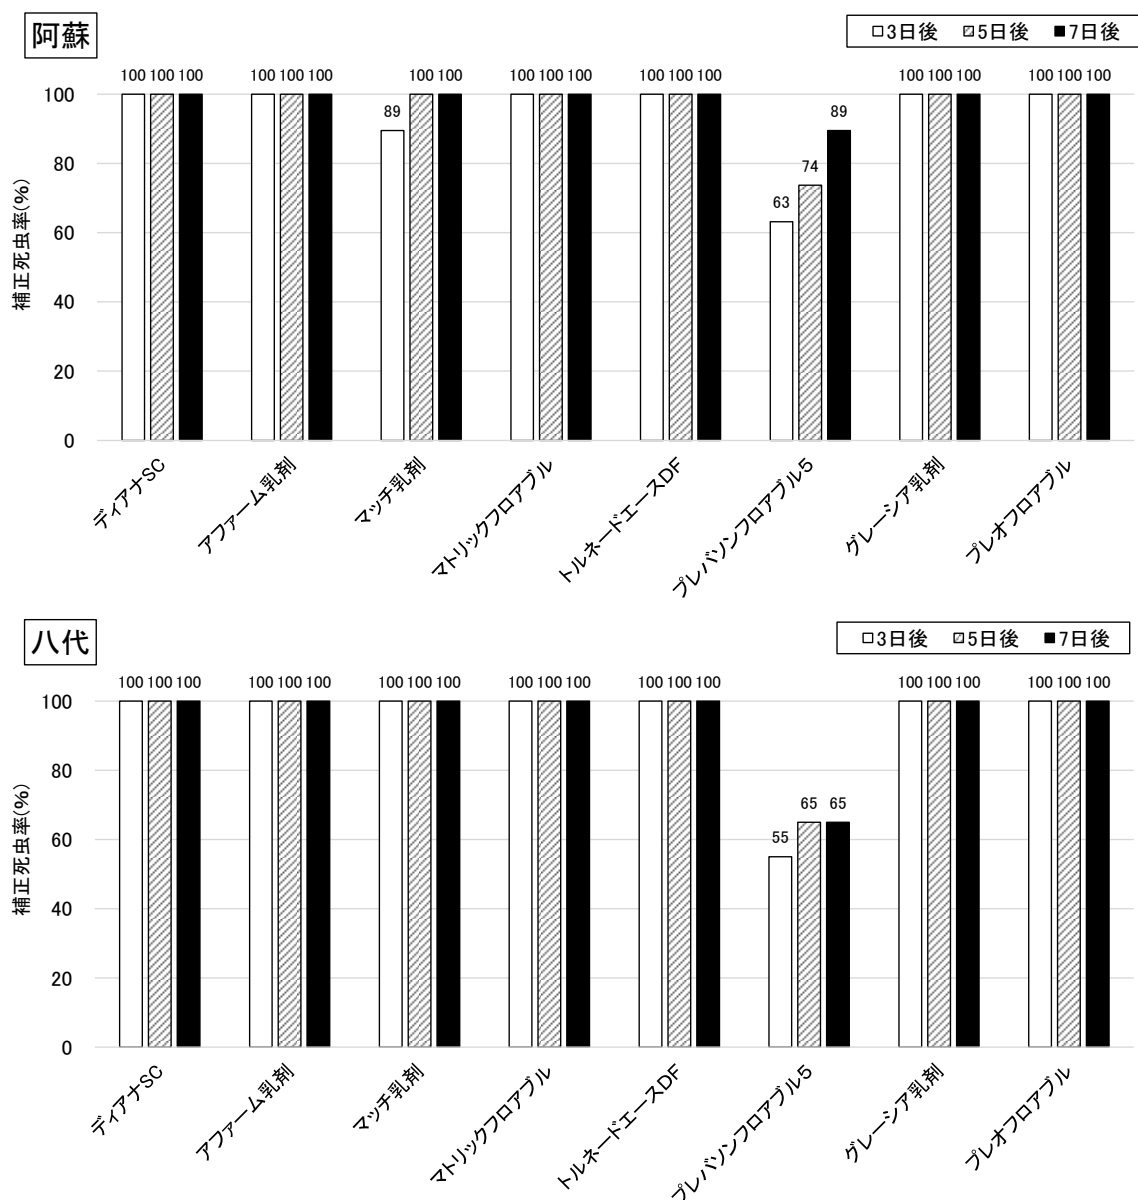 阿蘇
□3日後 ▨5日後 ■7日後
100 100 100 100 100 100 100 100 100 100 100 100 100 100 100 100 100 100 100 100
100
89
89
80
74
63
60
40
20
0
補正死虫率(%)
ディアナSC
アファーム乳剤
マッチ乳剤
マトリックフロアブル
トルネードエースDF
プレバソンフロアブル5
グレーシア乳剤
プレオフロアブル
八代
□3日後 ▨5日後 ■7日後
100 100 100 100 100 100 100 100 100 100 100 100 100 100 100 100 100 100 100 100 100
100
80
65 65
55
60
40
20
0
補正死虫率(%)
ディアナSC
アファーム乳剤
マッチ乳剤
マトリックフロアブル
トルネードエースDF
プレバソンフロアブル5
グレーシア乳剤
プレオフロアブル